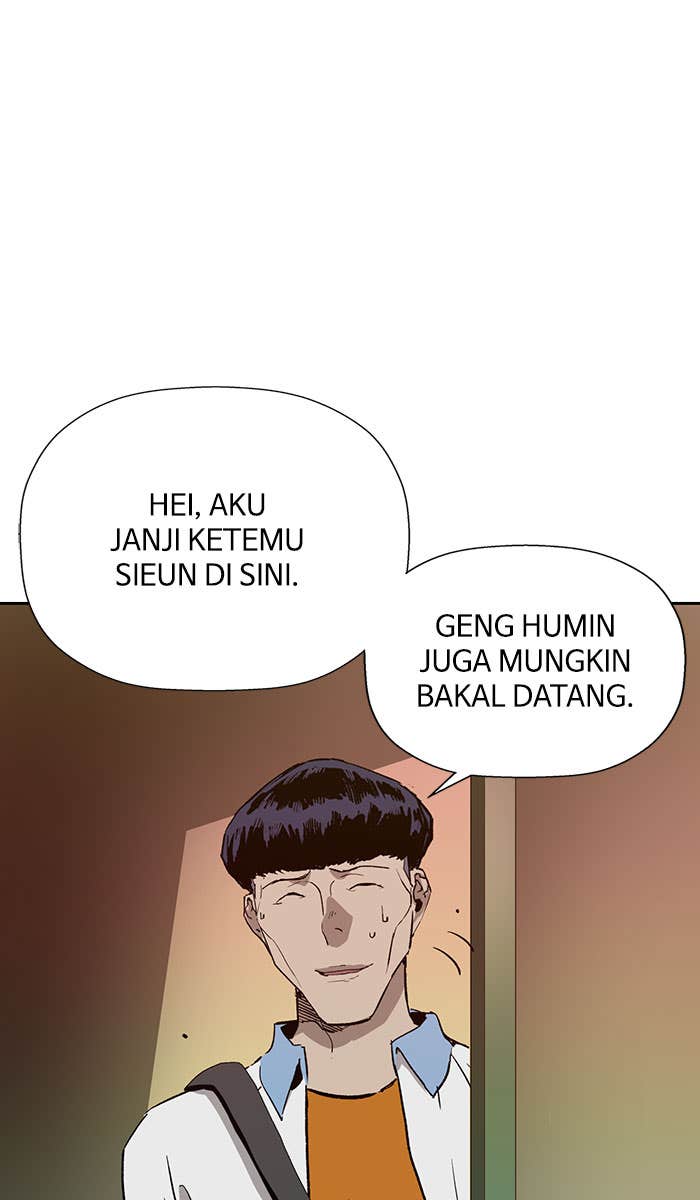 HEI, AKU
JANJI KETEMU
SIEUN DI SINI.
GENG HUMIN
JUGA MUNGKIN
BAKAL DATANG.